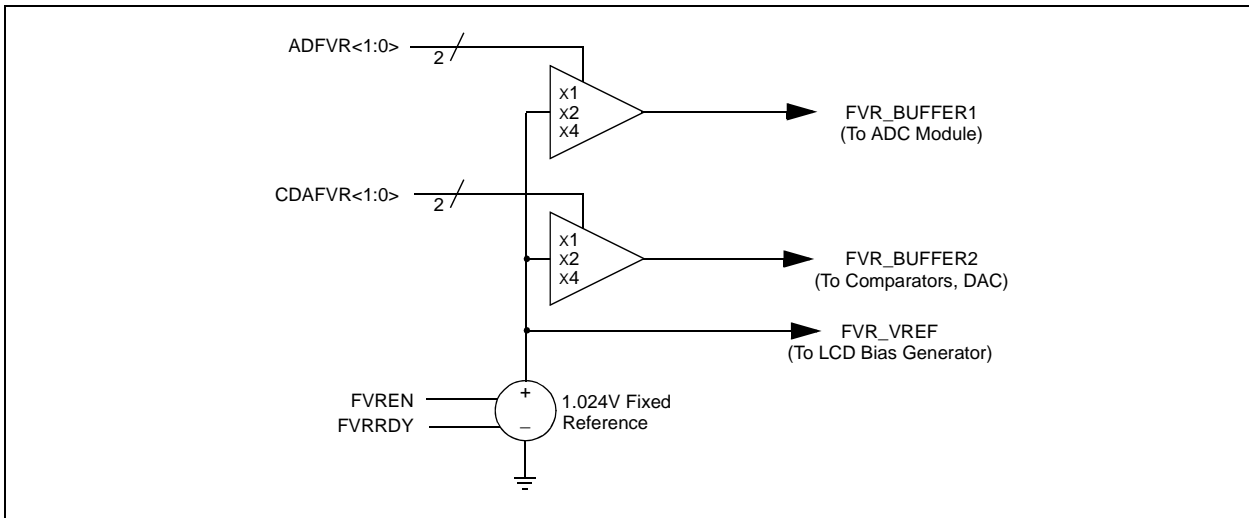 ADFVR<1:0>
2
X1
X2
X4
FVR_BUFFER1
(To ADC Module)
CDAFVR<1:0>
2
X1
X2
X4
FVR_BUFFER2
(To Comparators, DAC)
FVR_VREF
(To LCD Bias Generator)
FVREN
FVRRDY
+
_
1.024V Fixed
Reference